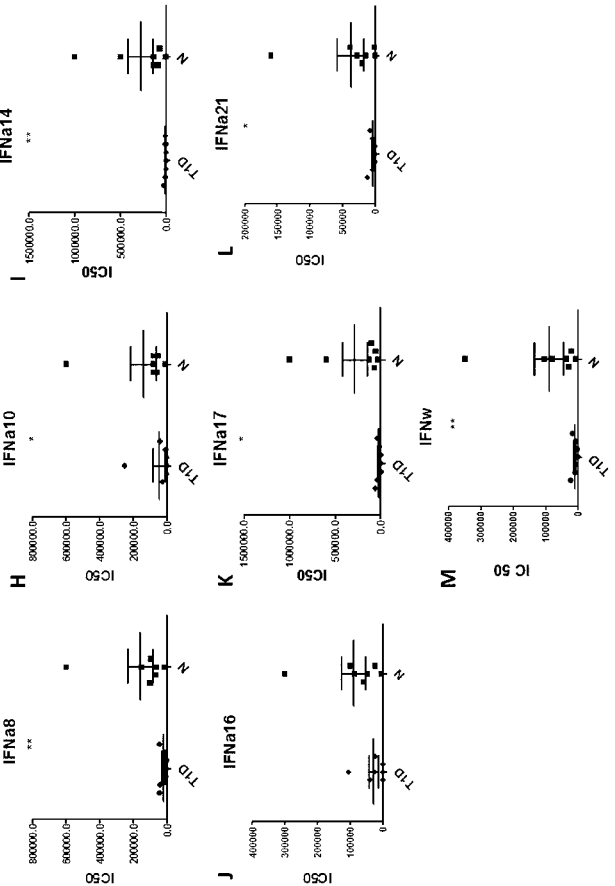 IFNa8
**
IC50
800000.0
600000.0
400000.0
200000.0
0.0
T1D
N
H
IFNa10
*
IC50
800000.0
600000.0
400000.0
200000.0
0.0
T1D
N
I
IFNa14
**
IC50
1500000.0
1000000.0
500000.0
0.0
T1D
N
J
IFNa16
IC50
400000
300000
200000
100000
0
T1D
N
K
IFNa17
*
IC50
1500000.0
1000000.0
500000.0
0.0
T1D
N
L
IFNa21
*
IC50
200000
150000
100000
50000
0
T1D
N
M
IFNw
**
IC 50
400000
300000
200000
100000
0
T1D
N